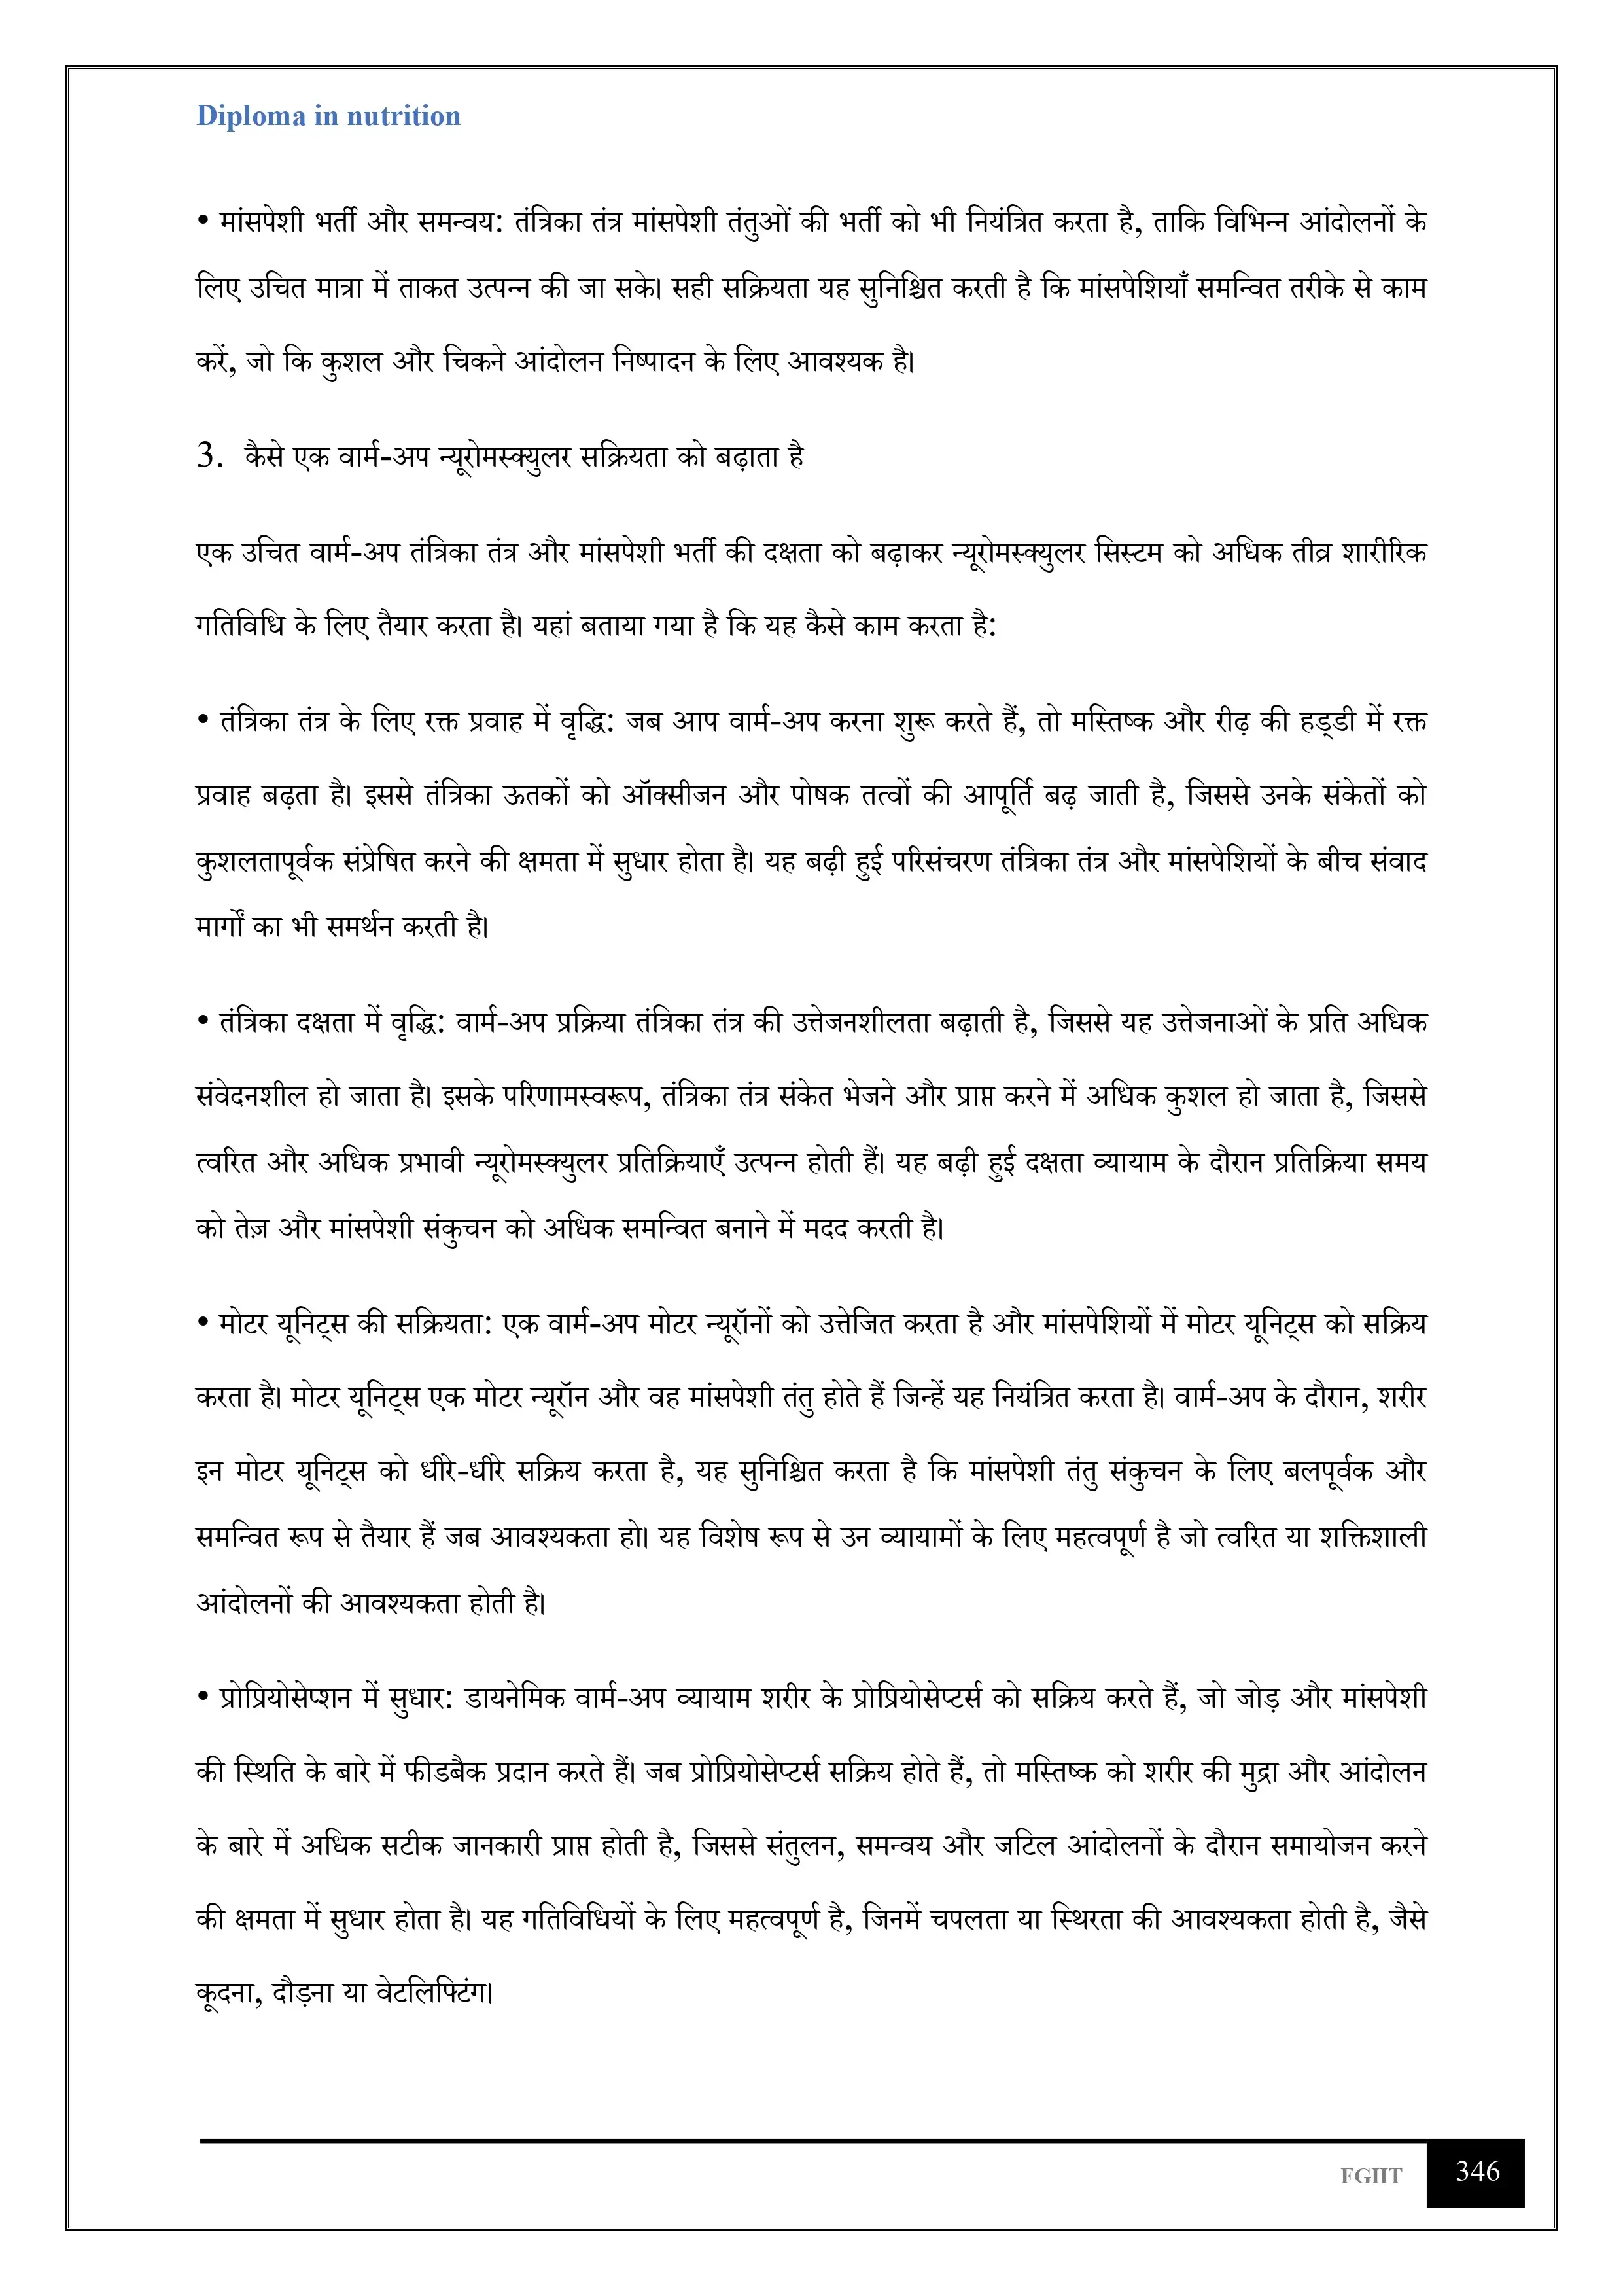 Diploma in nutrition
• मांसपेशी भर्ती और समन्वय: तंत्रिका तंत्र मांसपेशी तंतुओं की भर्ती को भी नियंत्रित करता है, ताकि विभिन्न आंदोलनों के
लिए उचित मात्रा में ताकत उत्पन्न की जा सके। सही सक्रियता यह सुनिश्चित करती है कि मांसपेशियाँ समन्वित तरीके से काम
करें, जो कि कुशल और चिकने आंदोलन निष्पादन के लिए आवश्यक है।
3. कैसे एक वार्म-अप न्यूरोमस्क्युलर सक्रियता को बढ़ाता है
एक उचित वार्म-अप तंत्रिका तंत्र और मांसपेशी भर्ती की दक्षता को बढ़ाकर न्यूरोमस्क्युलर सिस्टम को अधिक तीव्र शारीरिक
गतिविधि के लिए तैयार करता है। यहां बताया गया है कि यह कैसे काम करता है:
• तंत्रिका तंत्र के लिए रक्त प्रवाह में वृद्धि: जब आप वार्म-अप करना शुरू करते हैं, तो मस्तिष्क और रीढ़ की हड्डी में रक्त
प्रवाह बढ़ता है। इससे तंत्रिका ऊतकों को ऑक्सीजन और पोषक तत्वों की आपूर्ति बढ़ जाती है, जिससे उनके संकेतों को
कुशलतापूर्वक संप्रेषित करने की क्षमता में सुधार होता है। यह बढ़ी हुई परिसंचरण तंत्रिका तंत्र और मांसपेशियों के बीच संवाद
मार्गों का भी समर्थन करती है।
• तंत्रिका दक्षता में वृद्धि: वार्म-अप प्रक्रिया तंत्रिका तंत्र की उत्तेजनशीलता बढ़ाती है, जिससे यह उत्तेजनाओं के प्रति अधिक
संवेदनशील हो जाता है। इसके परिणामस्वरूप, तंत्रिका तंत्र संकेत भेजने और प्राप्त करने में अधिक कुशल हो जाता है, जिससे
त्वरित और अधिक प्रभावी न्यूरोमस्क्युलर प्रतिक्रियाएँ उत्पन्न होती हैं। यह बढ़ी हुई दक्षता व्यायाम के दौरान प्रतिक्रिया समय
को तेज़ और मांसपेशी संकुचन को अधिक समन्वित बनाने में मदद करती है।
• मोटर यूनिट्स की सक्रियता: एक वार्म-अप मोटर न्यूरॉनों को उत्तेजित करता है और मांसपेशियों में मोटर यूनिट्स को सक्रिय
करता है। मोटर यूनिट्स एक मोटर न्यूरॉन और वह मांसपेशी तंतु होते हैं जिन्हें यह नियंत्रित करता है। वार्म-अप के दौरान, शरीर
इन मोटर यूनिट्स को धीरे-धीरे सक्रिय करता है, यह सुनिश्चित करता है कि मांसपेशी तंतु संकुचन के लिए बलपूर्वक और
समन्वित रूप से तैयार हैं जब आवश्यकता हो। यह विशेष रूप से उन व्यायामों के लिए महत्वपूर्ण है जो त्वरित या शक्तिशाली
आंदोलनों की आवश्यकता होती है।
• प्रोप्रियोसेप्शन में सुधार: डायनेमिक वार्म-अप व्यायाम शरीर के प्रोप्रियोसेप्टर्स को सक्रिय करते हैं, जो जोड़ और मांसपेशी
की स्थिति के बारे में फीडबैक प्रदान करते हैं। जब प्रोप्रियोसेप्टर्स सक्रिय होते हैं, तो मस्तिष्क को शरीर की मुद्रा और आंदोलन
के बारे में अधिक सटीक जानकारी प्राप्त होती है, जिससे संतुलन, समन्वय और जटिल आंदोलनों के दौरान समायोजन करने
की क्षमता में सुधार होता है। यह गतिविधियों के लिए महत्वपूर्ण है, जिनमें चपलता या स्थिरता की आवश्यकता होती है, जैसे
कूदना, दौड़ना या वेटलिफ्टिंग।
FGIIT 346